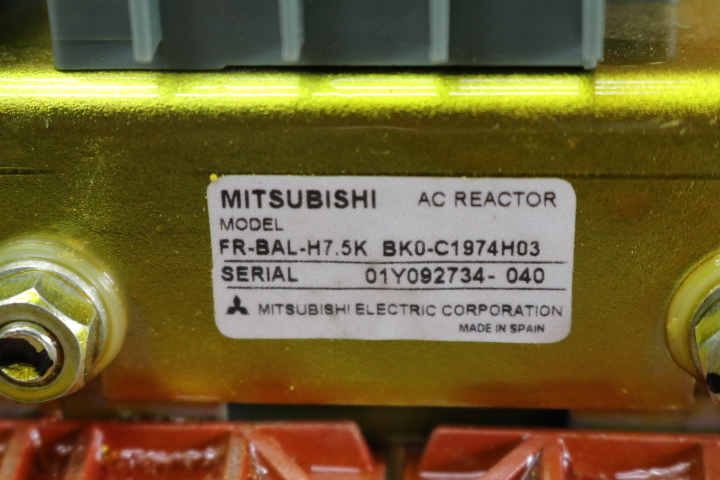 MITSUBISHI AC REACTOR
MODEL
FR-BAL-H7.5K BK0-C1974H03
SERIAL 01Y092734- 040
MITSUBISHI ELECTRIC CORPORATION
MADE IN SPAIN